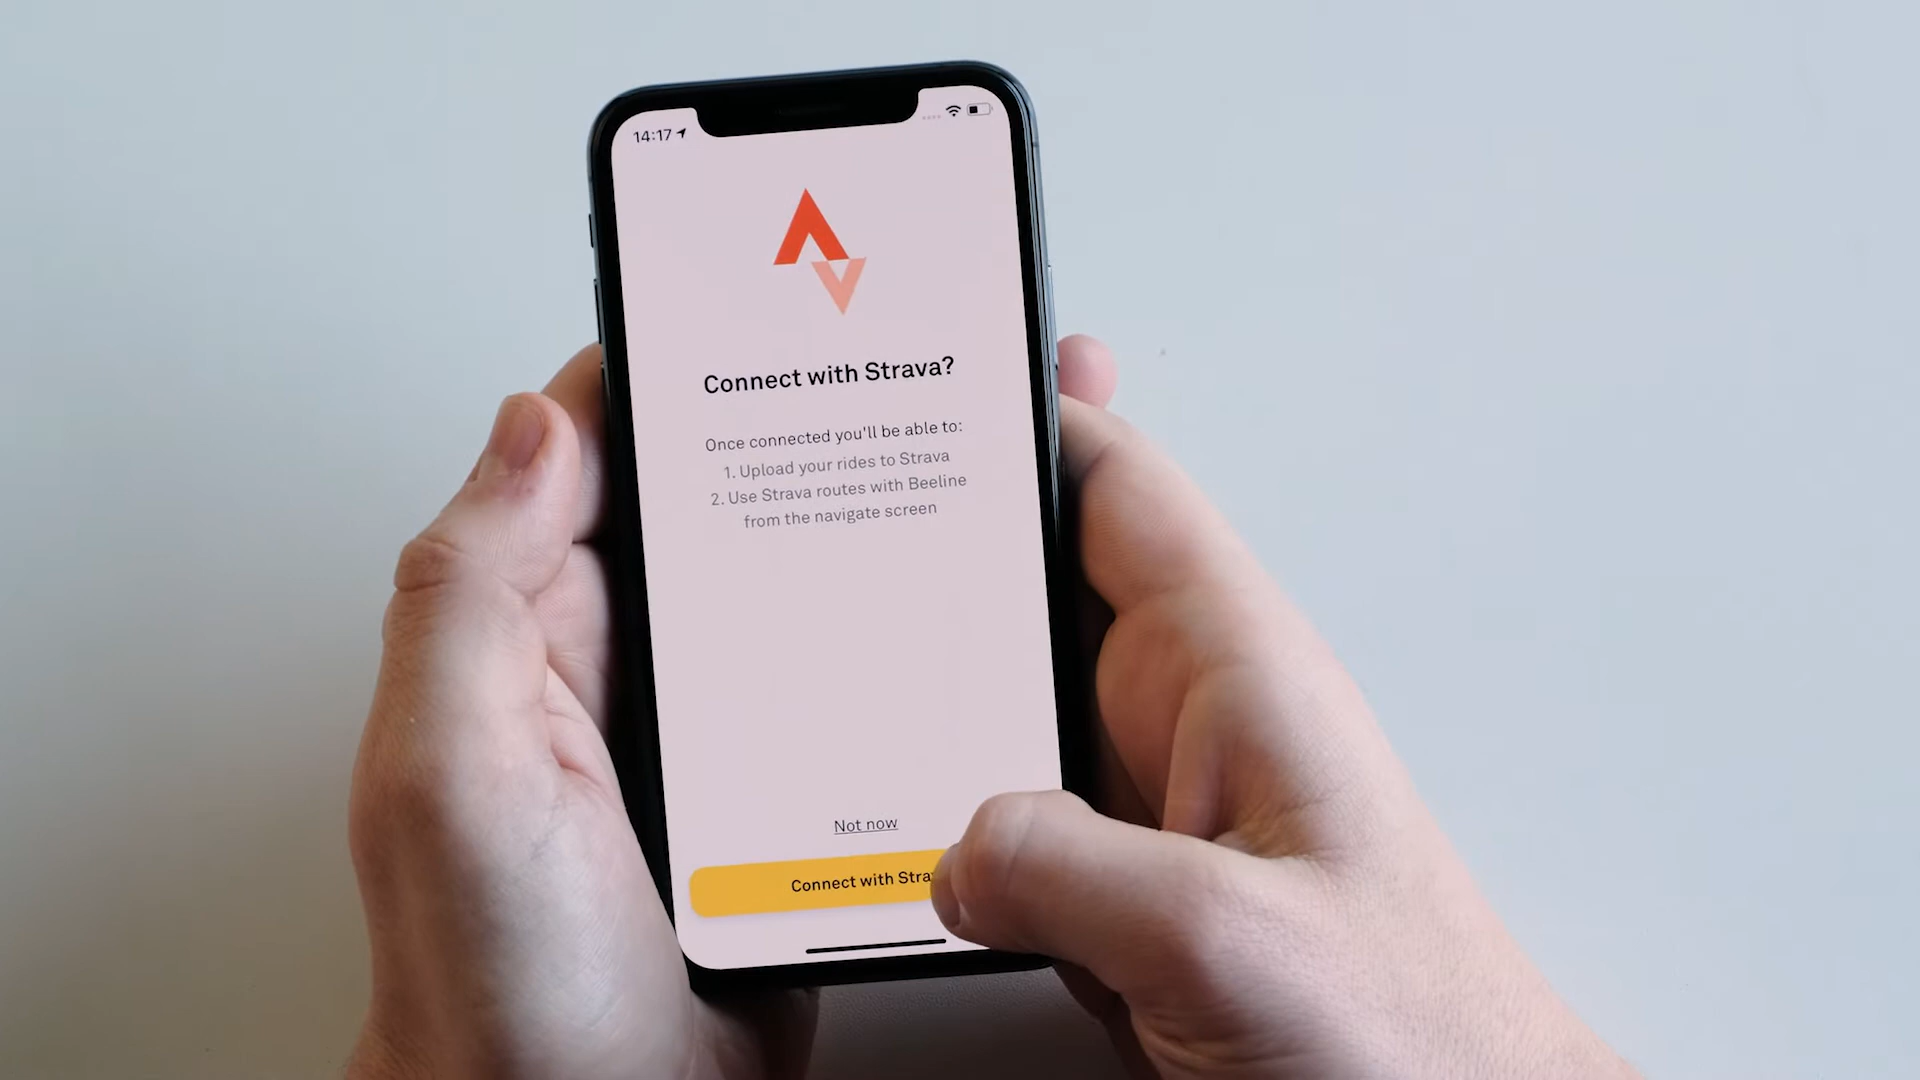 14:17
Connect with Strava?
Once connected you'll be able to:
1. Upload your rides to Strava
2. Use Strava routes with Beeline
from the navigate screen
Not now
Connect with